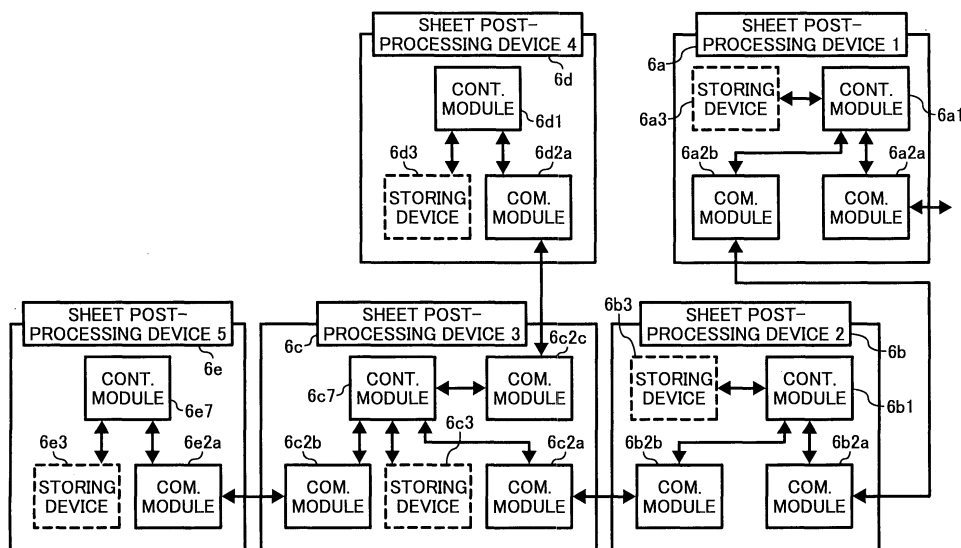 SHEET POST-
PROCESSING DEVICE 4
6d
CONT.
MODULE
6d1
6d3
6d2a
STORING
DEVICE
COM.
MODULE
SHEET POST-
PROCESSING DEVICE 1
6a
STORING
DEVICE
6a3
CONT.
MODULE
6a1
6a2b
6a2a
COM.
MODULE
COM.
MODULE
SHEET POST-
PROCESSING DEVICE 5
6e
CONT.
MODULE
6e7
6e3
6e2a
STORING
DEVICE
COM.
MODULE
SHEET POST-
PROCESSING DEVICE 3
6c
6c2c
CONT.
MODULE
6c7
COM.
MODULE
6c3
6c2b
6c2a
COM.
MODULE
STORING
DEVICE
COM.
MODULE
6b3
SHEET POST-
PROCESSING DEVICE 2
6b
STORING
DEVICE
CONT.
MODULE
6b1
6b2b
6b2a
COM.
MODULE
COM.
MODULE